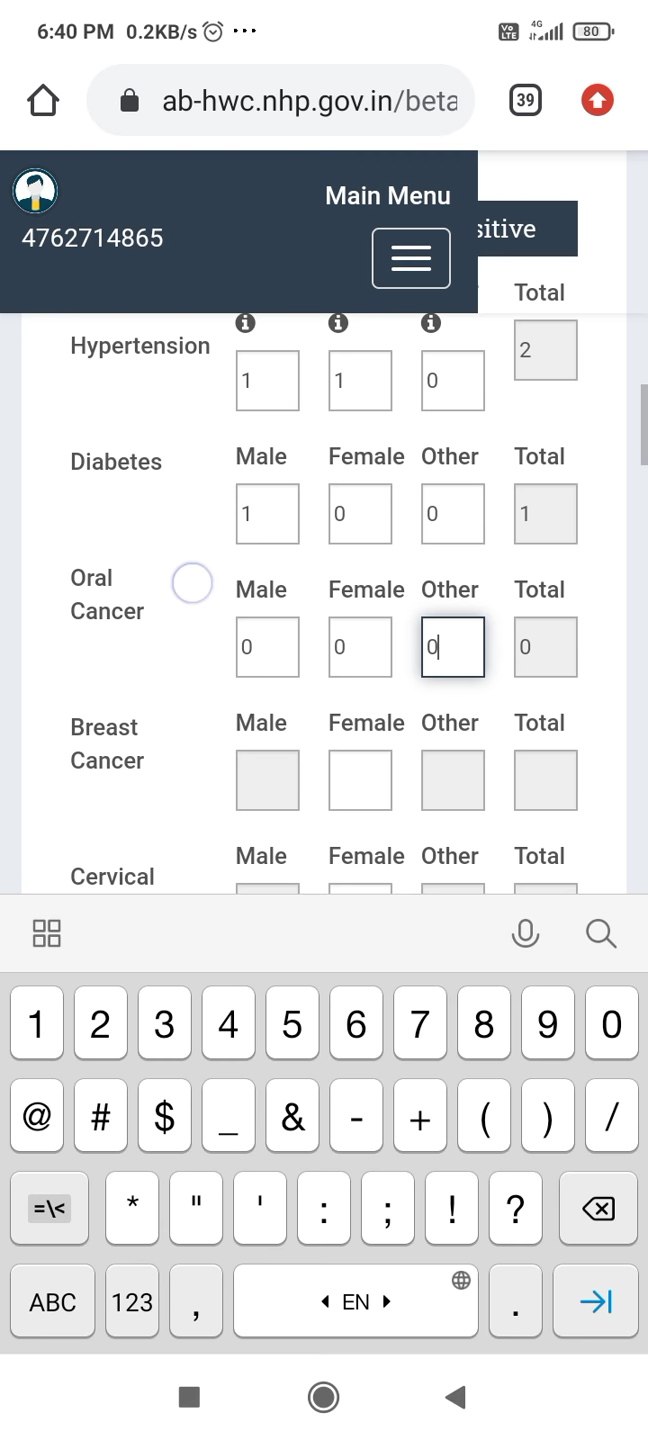 6:40 PM 0.2KB/s ...
Vo LTE 4G 80
ab-hwc.nhp.gov.in/beta 39
Main Menu
4762714865
sitive
Total
Hypertension
1 1 0 2
Diabetes Male Female Other Total
1 0 0 1
Oral Cancer Male Female Other Total
0 0 0 0
Breast Cancer Male Female Other Total
Cervical Male Female Other Total
1 2 3 4 5 6 7 8 9 0
@ # $ _ & - + ( ) /
=\< * " ' : ; ! ?
ABC 123 , EN .